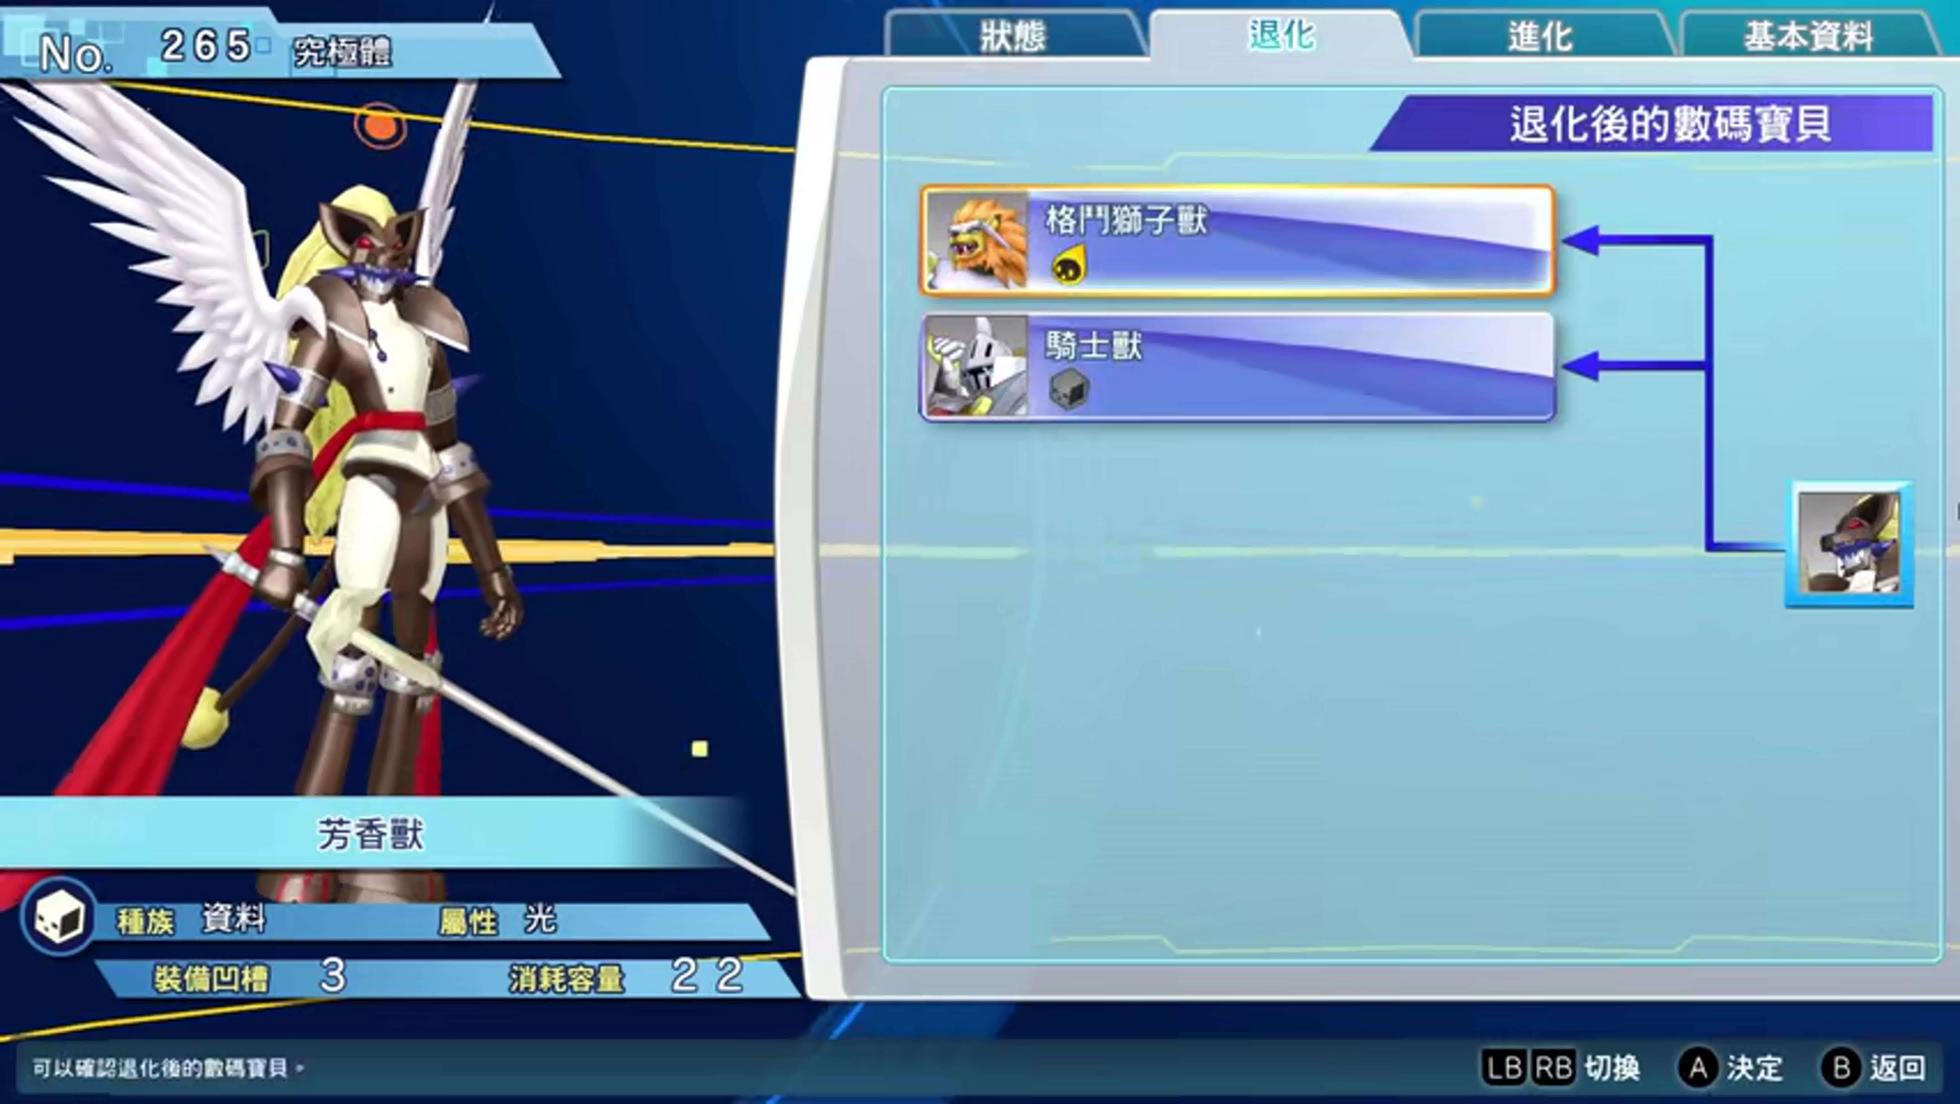 No. 265 究極體
狀態
退化
進化
基本資料
退化後的數碼寶貝
格鬥獅子獸
騎士獸
芳香獸
種族 資料 屬性 光
裝備凹槽 3 消耗容量 22
可以確認退化後的數碼寶貝。
LB RB 切換 A 決定 B 返回